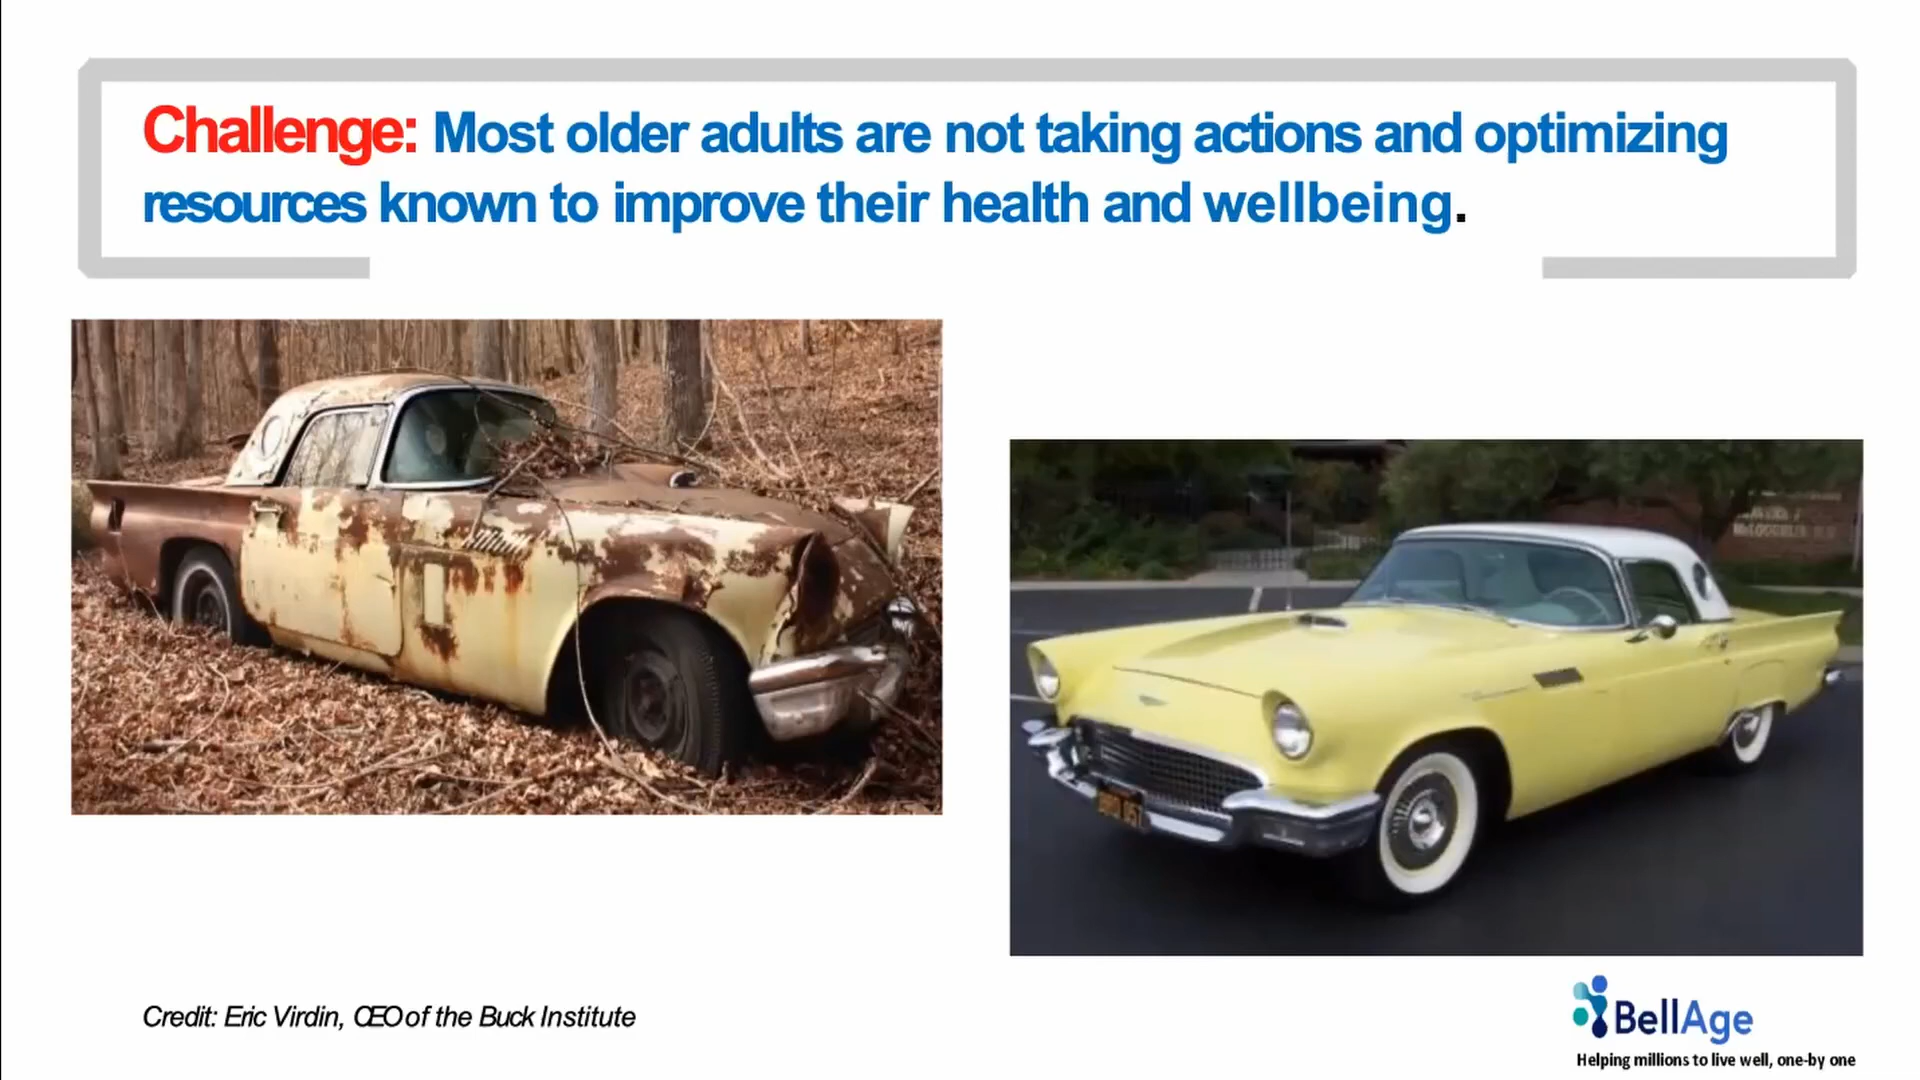 Challenge: Most older adults are not taking actions and optimizing
resources known to improve their health and wellbeing.
Credit: Eric Virdin, CEO of the Buck Institute
BellAge
Helping millions to live well, one-by one